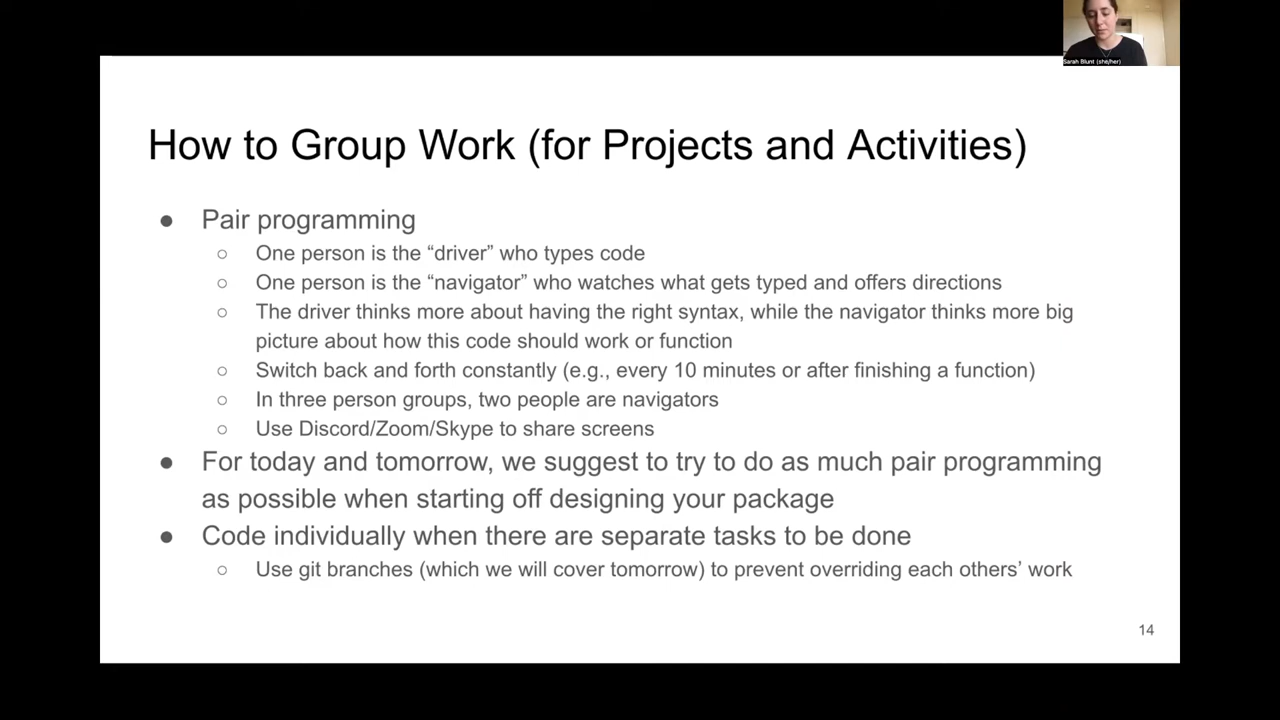 Sarah Blunt (she/her)
How to Group Work (for Projects and Activities)
● Pair programming
○ One person is the “driver” who types code
○ One person is the “navigator” who watches what gets typed and offers directions
○ The driver thinks more about having the right syntax, while the navigator thinks more big
picture about how this code should work or function
○ Switch back and forth constantly (e.g., every 10 minutes or after finishing a function)
○ In three person groups, two people are navigators
○ Use Discord/Zoom/Skype to share screens
● For today and tomorrow, we suggest to try to do as much pair programming
as possible when starting off designing your package
● Code individually when there are separate tasks to be done
○ Use git branches (which we will cover tomorrow) to prevent overriding each others’ work
14